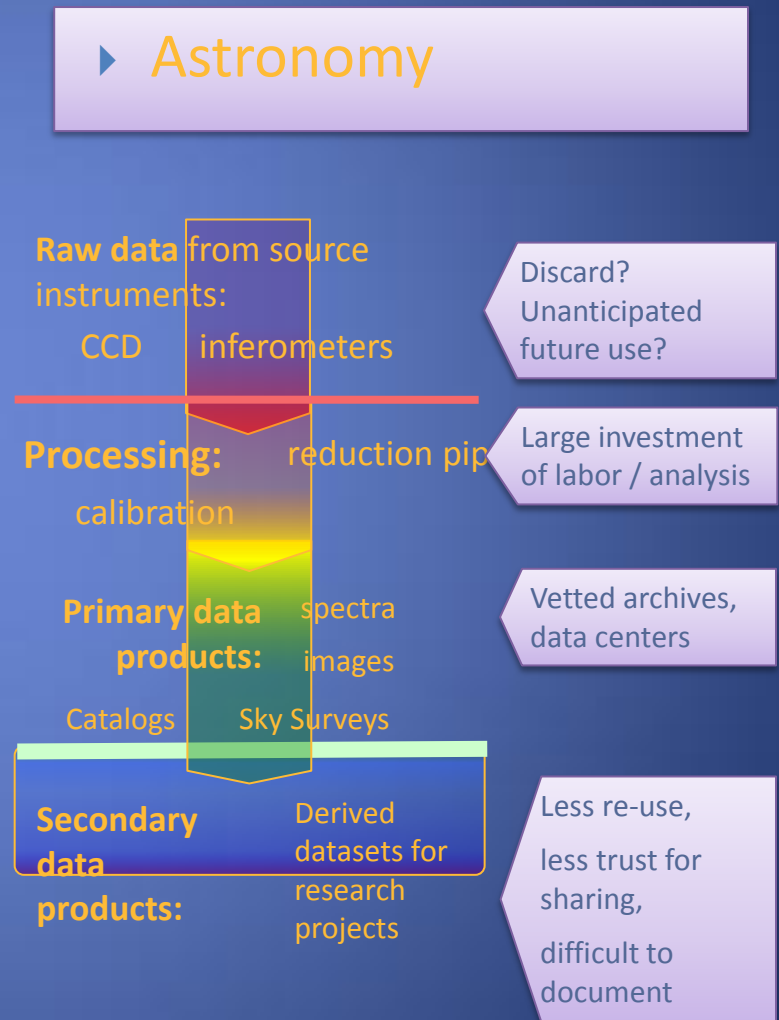 Astronomy
Raw data from source
instruments:
CCD inferometers
Discard?
Unanticipated
future use?
Processing: reduction pip
calibration
Large investment
of labor / analysis
Primary data
products:
spectra
images
Catalogs Sky Surveys
Vetted archives,
data centers
Secondary
data
products:
Derived
datasets for
research
projects
Less re-use,
less trust for
sharing,
difficult to
document